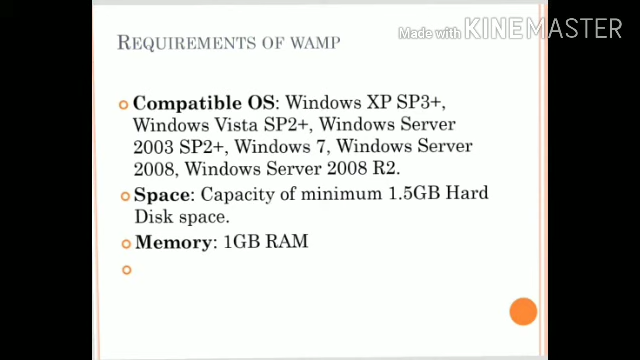 REQUIREMENTS OF WAMP
Made with KINEMASTER
Compatible OS: Windows XP SP3+,
Windows Vista SP2+, Windows Server
2003 SP2+, Windows 7, Windows Server
2008, Windows Server 2008 R2.
Space: Capacity of minimum 1.5GB Hard
Disk space.
Memory: 1GB RAM